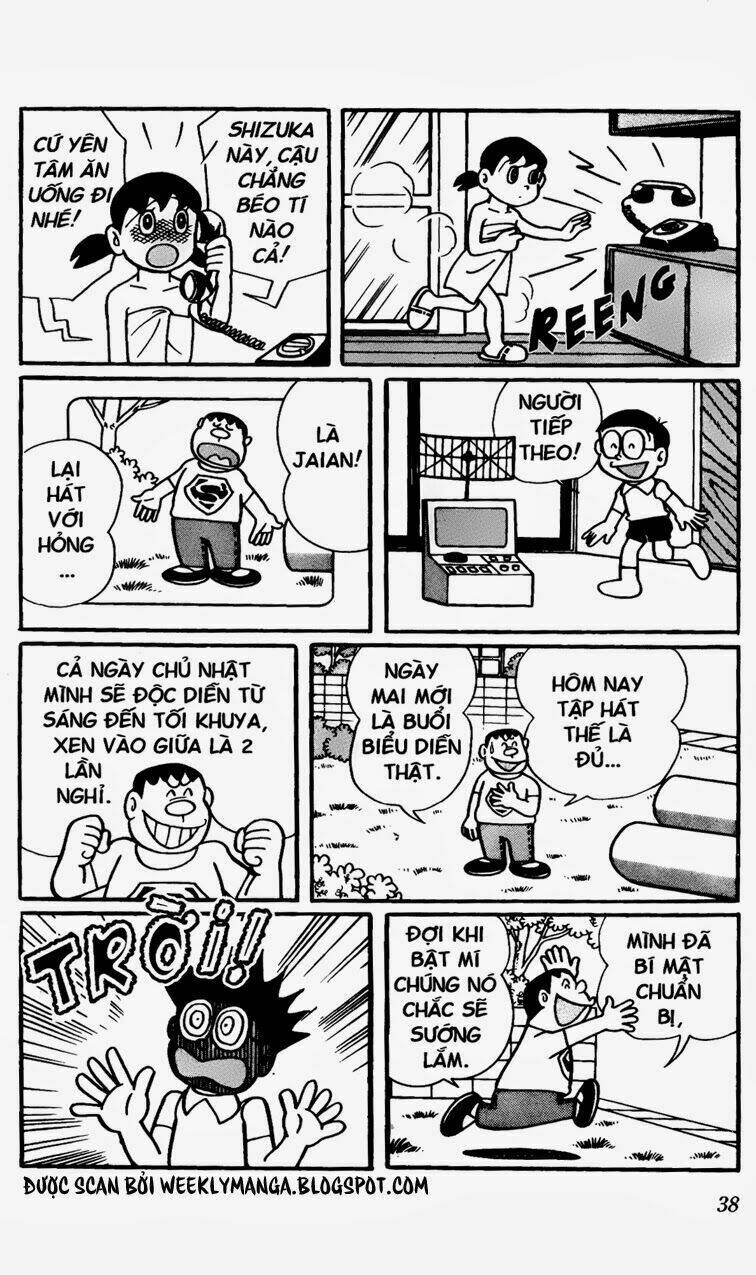 REENG
SHIZUKA
NÀY, CẬU
CHẲNG
BÉO TÍ
NÀO
CẢ!
CỨ YÊN
TÂM ĂN
UỐNG ĐI
NHÉ!
NGƯỜI
TIẾP
THEO!
LÀ
JAIAN!
LẠI
HÁT
VỚI
HỎNG
...
HÔM NAY
TẬP HÁT
THẾ LÀ
ĐỦ...
NGÀY
MAI MỚI
LÀ BUỔI
BIỂU DIỄN
THẬT.
CẢ NGÀY CHỦ NHẬT
MÌNH SẼ ĐỘC DIỄN TỪ
SÁNG ĐẾN TỐI KHUYA,
XEN VÀO GIỮA LÀ 2
LẦN
NGHỈ.
MÌNH ĐÃ
BÍ MẬT
CHUẨN
BỊ,
ĐỢI KHI
BẬT MÍ
CHÚNG NÓ
CHẮC SẼ
SƯỚNG
LẮM.
TRỜI!!
ĐƯỢC SCAN BỞI WEEKLYMANGA.BLOGSPOT.COM
38